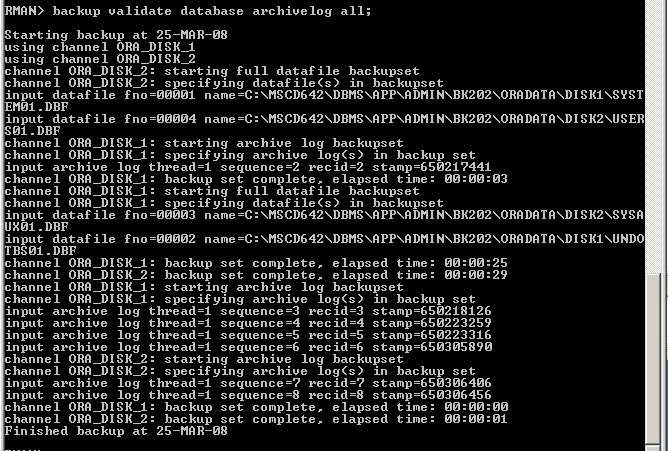 RMAN> backup validate database archivelog all;
Starting backup at 25-MAR-08
using channel ORA_DISK_1
using channel ORA_DISK_2
channel ORA_DISK_2: starting full datafile backupset
channel ORA_DISK_2: specifying datafile(s) in backupset
input datafile fno=00001 name=C:\MSCD642\DBMS\APP\ADMIN\BK202\ORADATA\DISK1\SYST
EM01.DBF
input datafile fno=00004 name=C:\MSCD642\DBMS\APP\ADMIN\BK202\ORADATA\DISK2\USER
S01.DBF
channel ORA_DISK_1: starting archive log backupset
channel ORA_DISK_1: specifying archive log(s) in backup set
input archive log thread=1 sequence=2 recid=2 stamp=650217441
channel ORA_DISK_1: backup set complete, elapsed time: 00:00:03
channel ORA_DISK_1: starting full datafile backupset
channel ORA_DISK_1: specifying datafile(s) in backupset
input datafile fno=00003 name=C:\MSCD642\DBMS\APP\ADMIN\BK202\ORADATA\DISK2\SYSA
UX01.DBF
input datafile fno=00002 name=C:\MSCD642\DBMS\APP\ADMIN\BK202\ORADATA\DISK1\UNDO
TBS01.DBF
channel ORA_DISK_1: backup set complete, elapsed time: 00:00:25
channel ORA_DISK_2: backup set complete, elapsed time: 00:00:29
channel ORA_DISK_1: starting archive log backupset
channel ORA_DISK_1: specifying archive log(s) in backup set
input archive log thread=1 sequence=3 recid=3 stamp=650218126
input archive log thread=1 sequence=4 recid=4 stamp=650223259
input archive log thread=1 sequence=5 recid=5 stamp=650223316
input archive log thread=1 sequence=6 recid=6 stamp=650305890
channel ORA_DISK_2: starting archive log backupset
channel ORA_DISK_2: specifying archive log(s) in backup set
input archive log thread=1 sequence=7 recid=7 stamp=650306406
input archive log thread=1 sequence=8 recid=8 stamp=650306456
channel ORA_DISK_1: backup set complete, elapsed time: 00:00:00
channel ORA_DISK_2: backup set complete, elapsed time: 00:00:01
Finished backup at 25-MAR-08